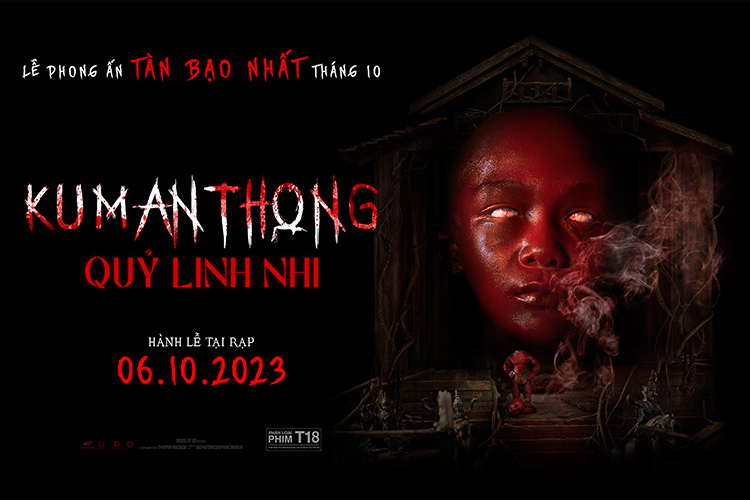 LỄ PHONG ẤN TÀN BẠO NHẤT THÁNG 10
KUMANTHONG
QUỶ LINH NHI
HÀNH LỄ TẠI RẠP
06.10.2023
PHÂN LOẠI
PHIM T18